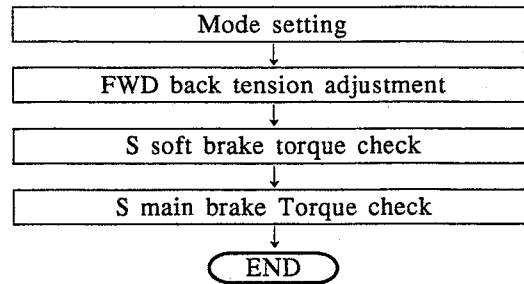 Mode setting
FWD back tension adjustment
S soft brake torque check
S main brake Torque check
END